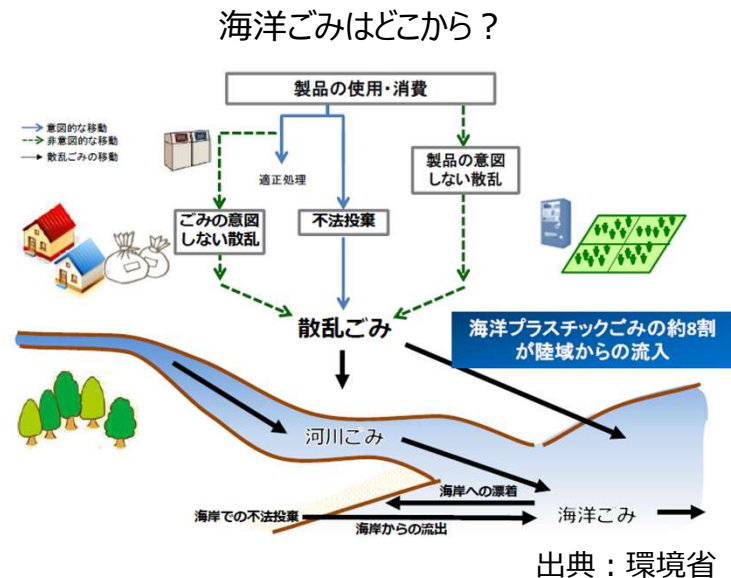 海洋ごみはどこから？
製品の使用・消費
意図的な移動
非意図的な移動
散乱ごみの移動
適正処理
製品の意図
しない散乱
ごみの意図
しない散乱
不法投棄
散乱ごみ
海洋プラスチックごみの約8割
が陸域からの流入
河川ごみ
海岸への漂着
海岸での不法投棄
海岸からの流出
海洋ごみ
出典：環境省